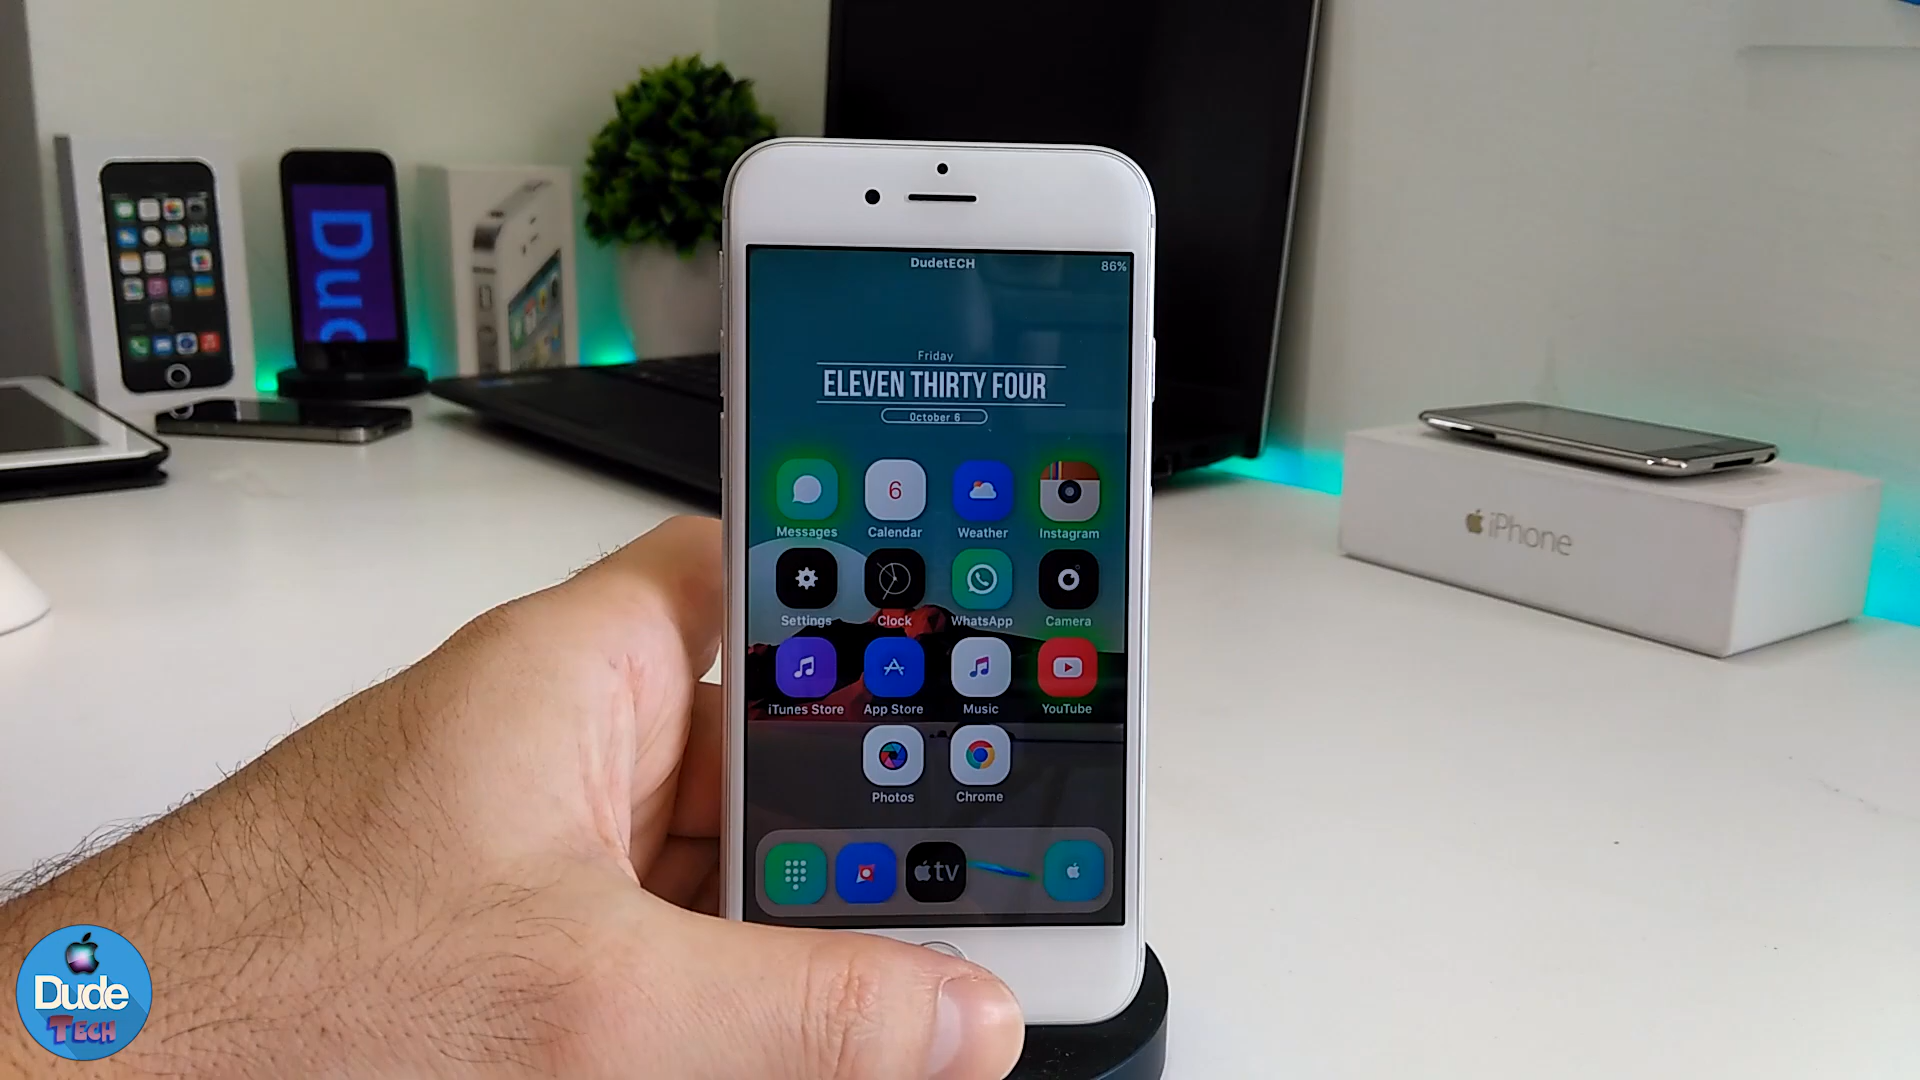 Duc
DudetECH
86%
Friday
ELEVEN THIRTY FOUR
October 6
6
Messages
Calendar
Weather
Instagram
Settings
Clock
WhatsApp
Camera
iTunes Store
App Store
Music
YouTube
Photos
Chrome
tv
iPhone
Dude
TECH